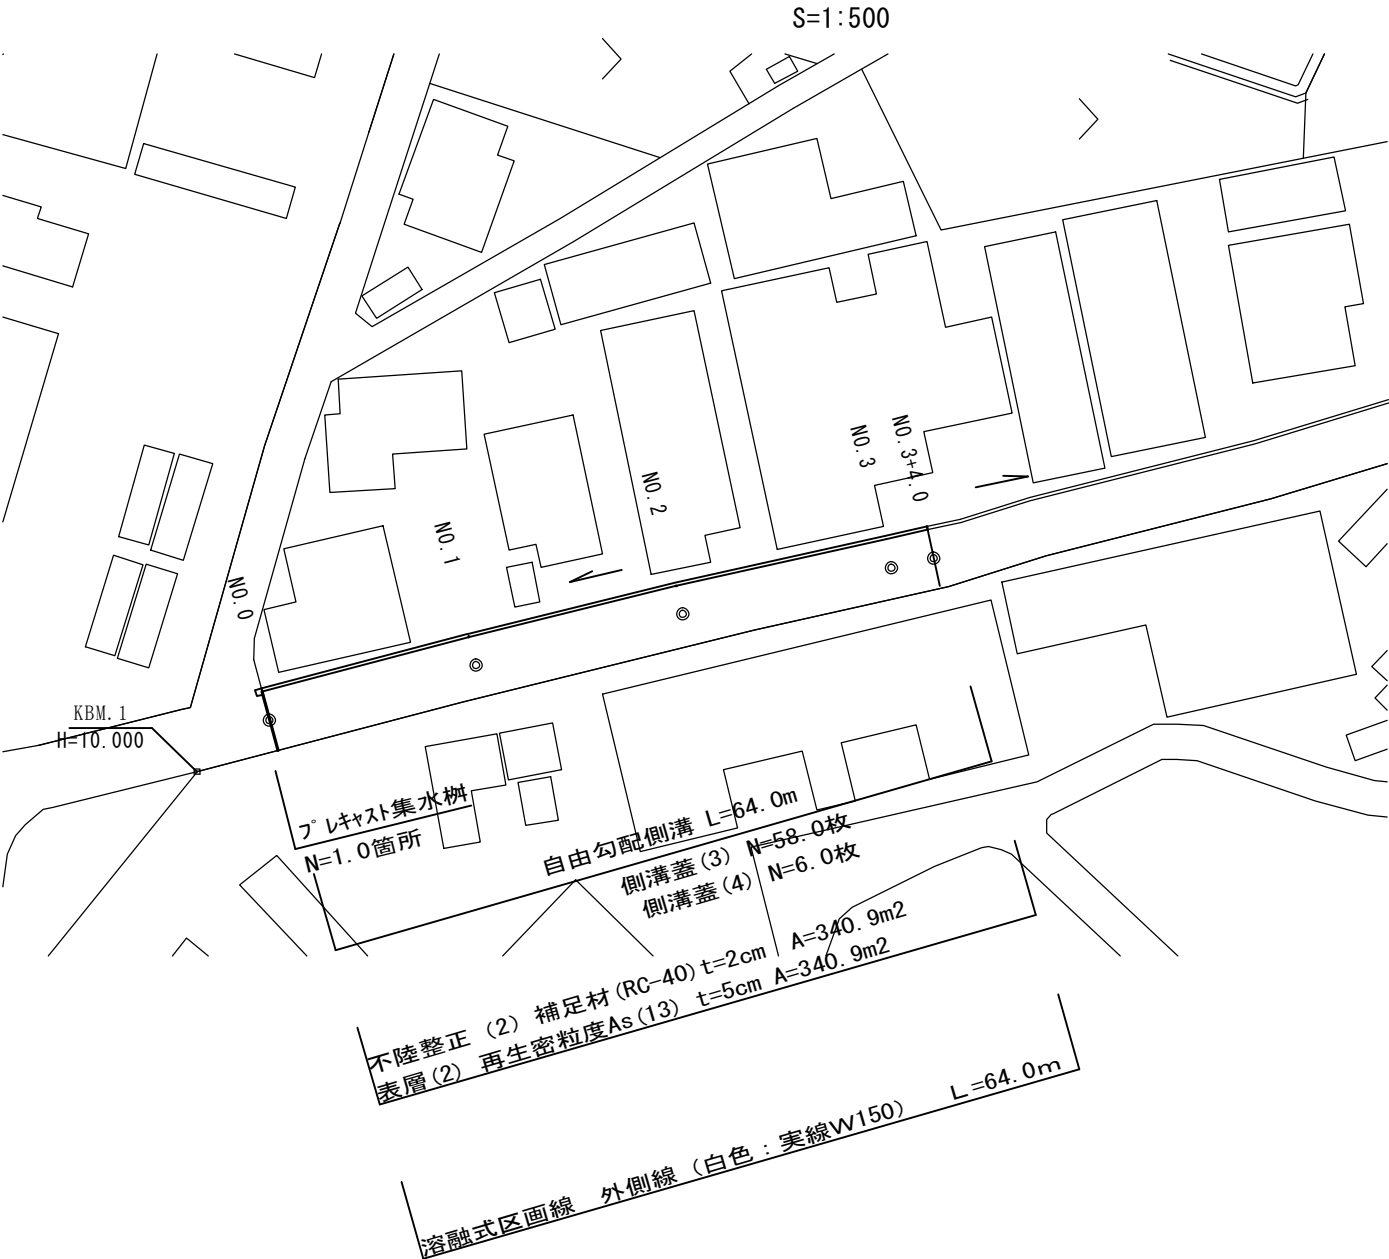 S=1:500
NO.3+4.0
NO.3
NO.2
NO.1
NO.0
KBM.1
H=10.000
プレキャスト集水桝
N=1.0箇所
自由勾配側溝 L=64.0m
側溝蓋(3) N=58.0枚
側溝蓋(4) N=6.0枚
不陸整正 (2) 補足材(RC-40) t=2cm A=340.9m2
表層(2) 再生密粒度As(13) t=5cm A=340.9m2
溶融式区画線 外側線 (白色:実線W150) L=64.0m